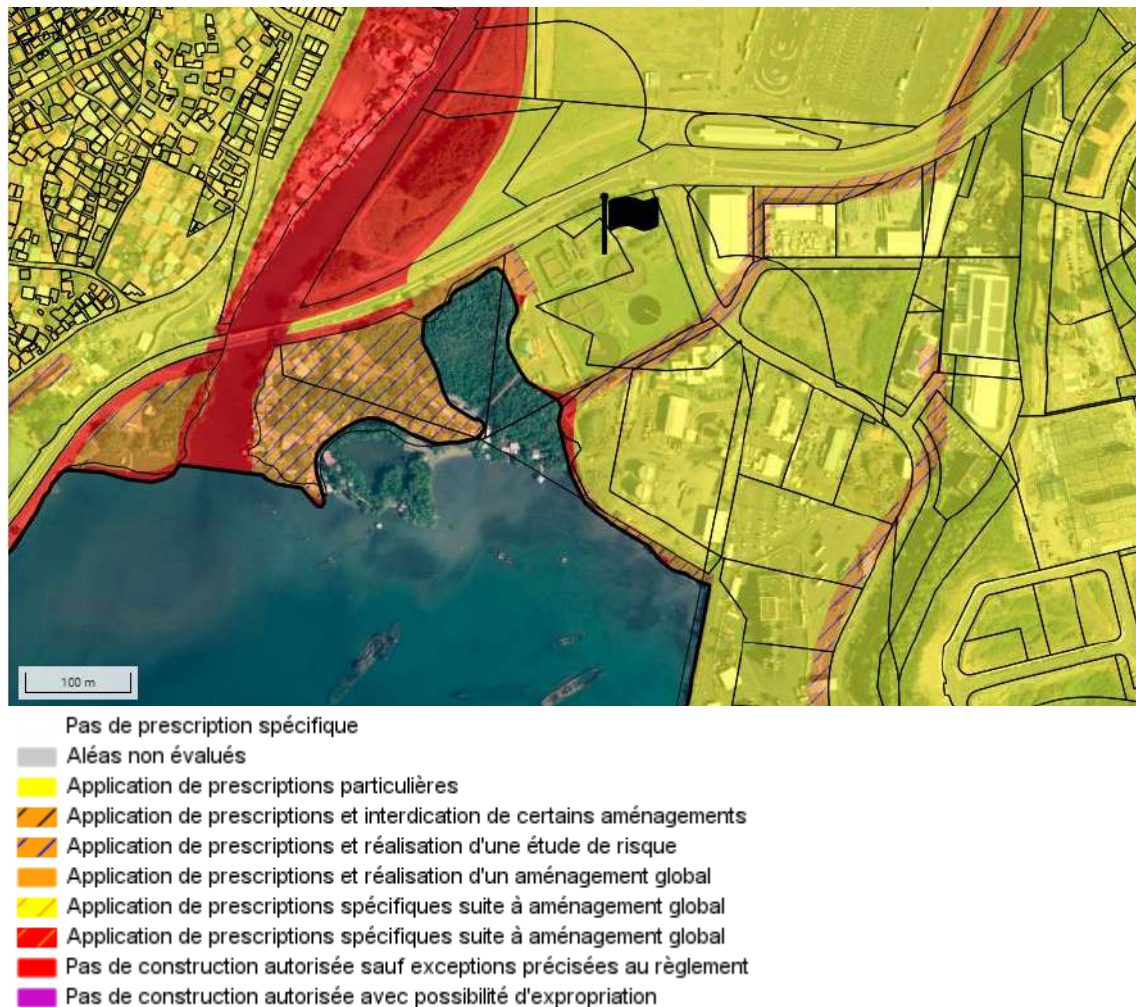 100 m
Pas de prescription spécifique
Aléas non évalués
Application de prescriptions particulières
Application de prescriptions et interdication de certains aménagements
Application de prescriptions et réalisation d'une étude de risque
Application de prescriptions et réalisation d'un aménagement global
Application de prescriptions spécifiques suite à aménagement global
Application de prescriptions spécifiques suite à aménagement global
Pas de construction autorisée sauf exceptions précisées au règlement
Pas de construction autorisée avec possibilité d'expropriation